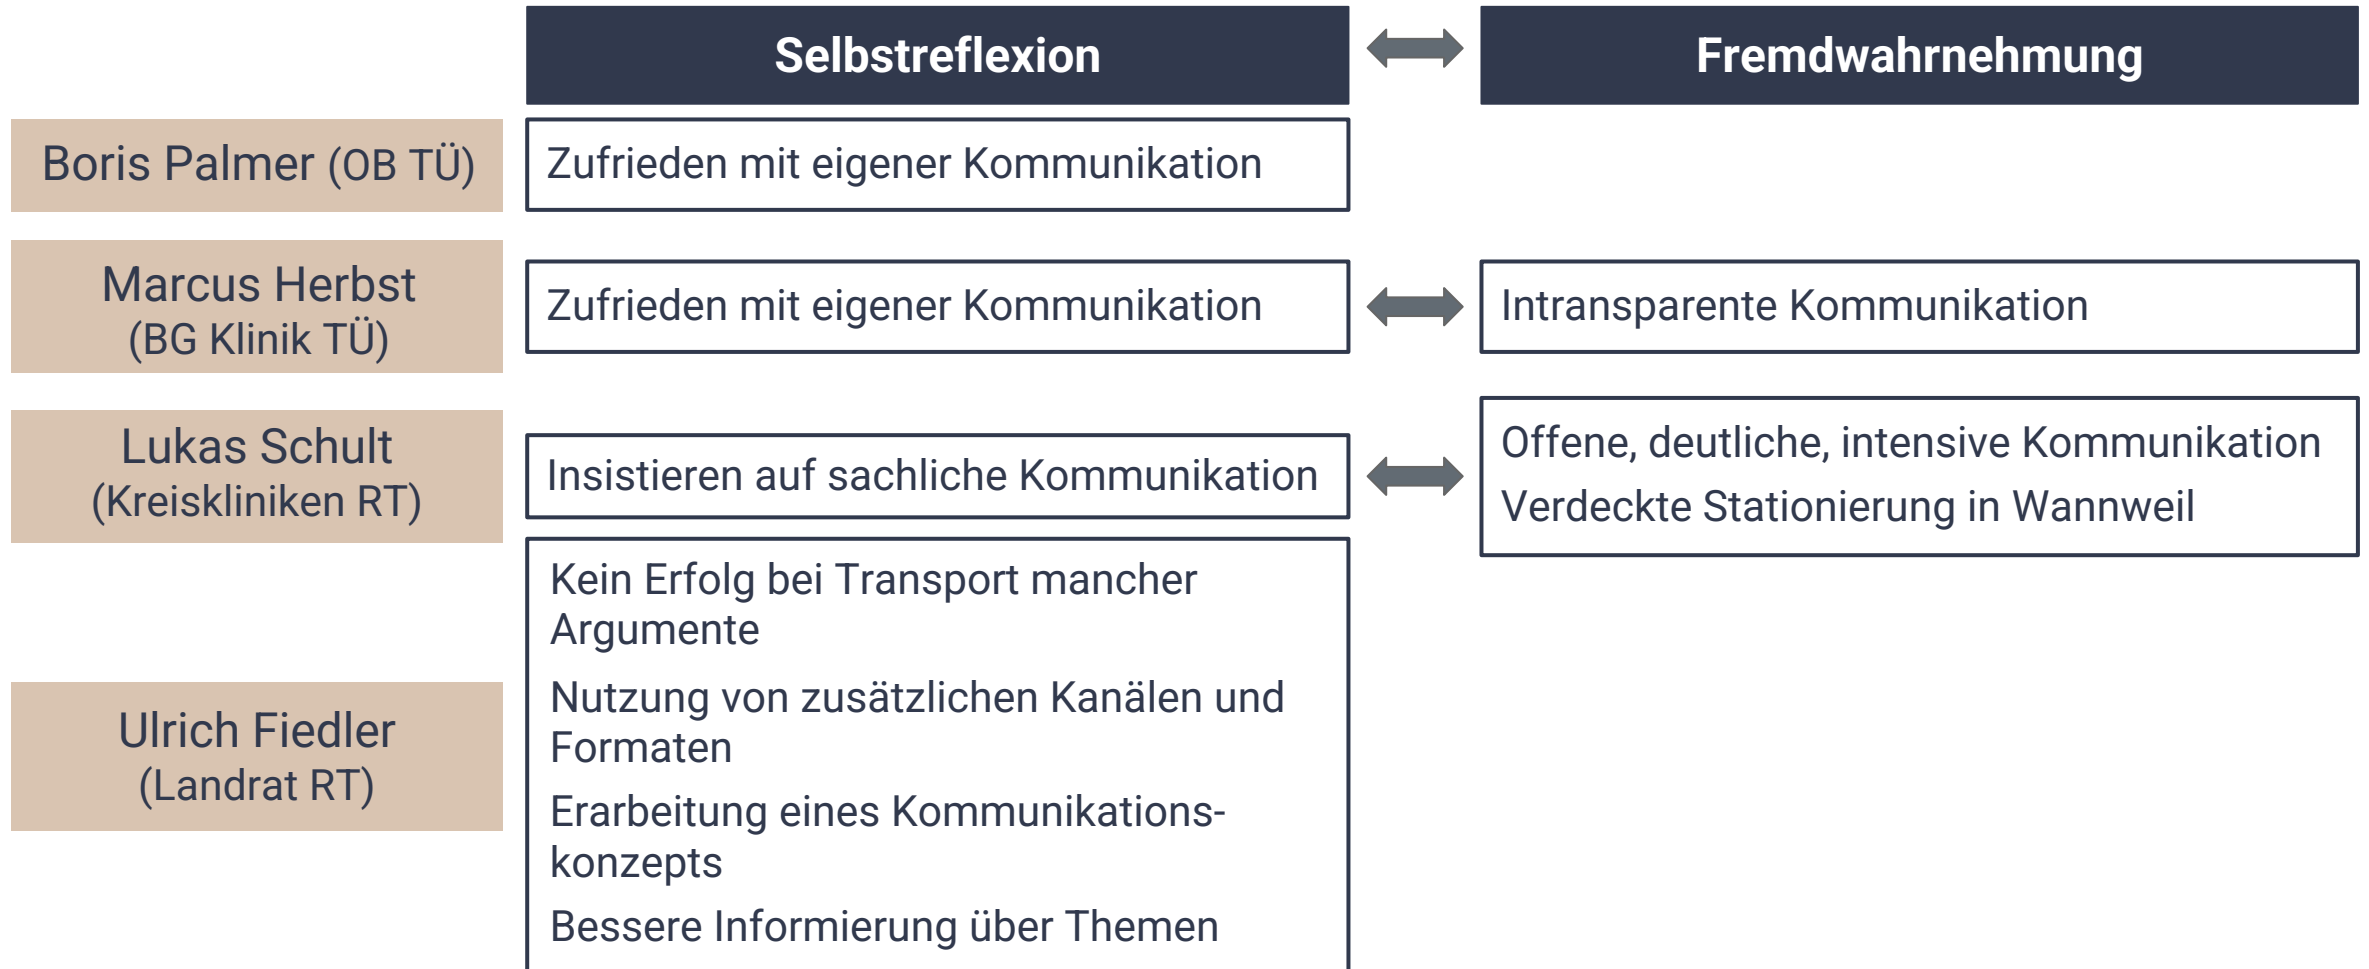 Selbstreflexion
Fremdwahrnehmung
Boris Palmer (OB TÜ)
Zufrieden mit eigener Kommunikation
Marcus Herbst
(BG Klinik TÜ)
Zufrieden mit eigener Kommunikation
Intransparente Kommunikation
Lukas Schult
(Kreiskliniken RT)
Insistieren auf sachliche Kommunikation
Offene, deutliche, intensive Kommunikation
Verdeckte Stationierung in Wannweil
Ulrich Fiedler
(Landrat RT)
Kein Erfolg bei Transport mancher
Argumente
Nutzung von zusätzlichen Kanälen und
Formaten
Erarbeitung eines Kommunikations-
konzepts
Bessere Informierung über Themen